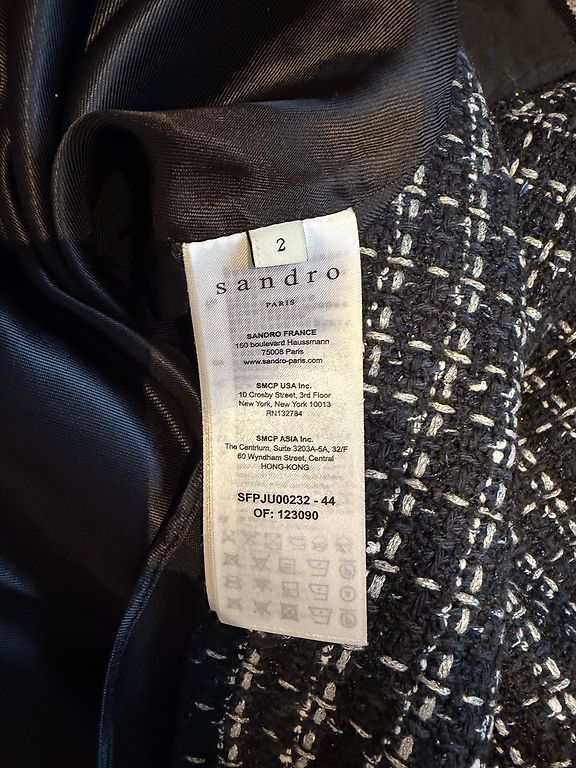 2
sandro
PARIS
SANDRO FRANCE
150 boulevard Haussmann
75008 Paris
www.sandro-paris.com
SMCP USA Inc.
10 Crosby Street, 3rd Floor
New York, New York 10013
RN132784
SMCP ASIA Inc.
The Centrium, Suite 3203A-5A, 32/F
60 Wyndham Street, Central
HONG-KONG
SFPJU00232 - 44
OF: 123090